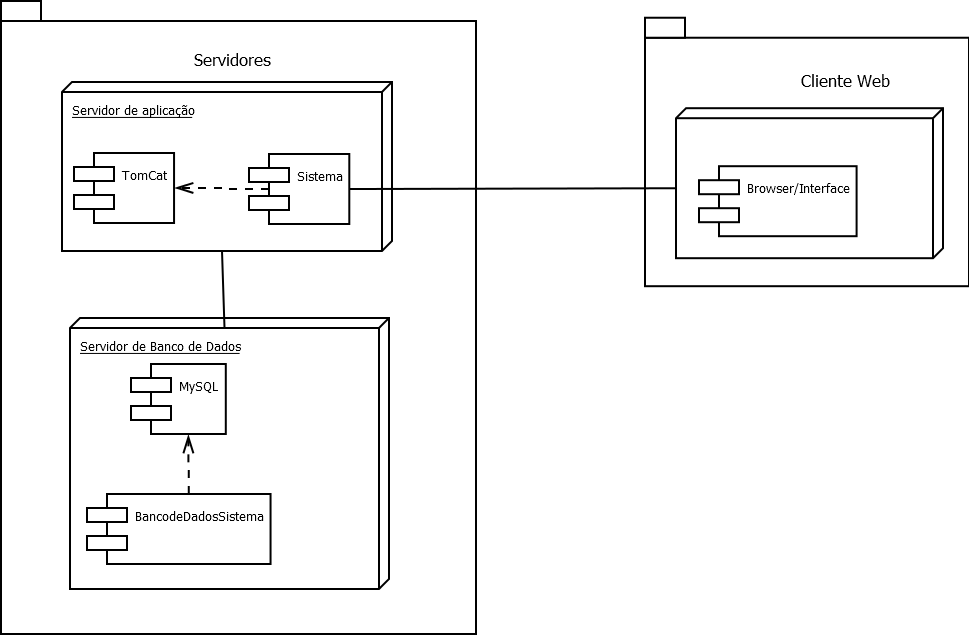 Servidores
Servidor de aplicação
TomCat
Sistema
Servidor de Banco de Dados
MySQL
BancodeDadosSistema
Cliente Web
Browser/Interface